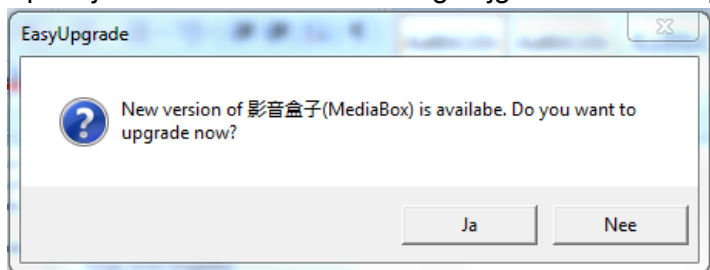 EasyUpgrade
New version of 影音盒子(MediaBox) is availabe. Do you want to
upgrade now?
Ja
Nee